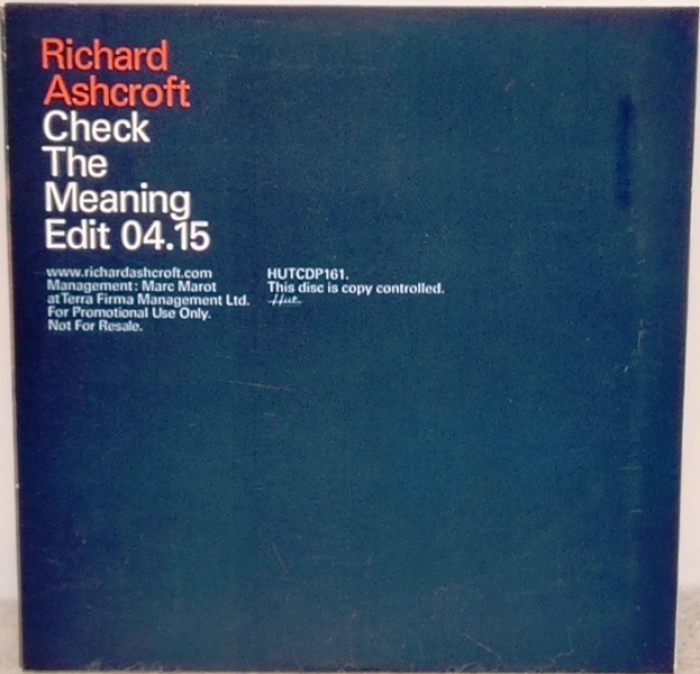 Richard
Ashcroft
Check
The
Meaning
Edit 04.15
www.richardashcroft.com
Management: Marc Marot
at Terra Firma Management Ltd.
For Promotional Use Only.
Not For Resale.
HUTCDP161.
This disc is copy controlled.
Hut